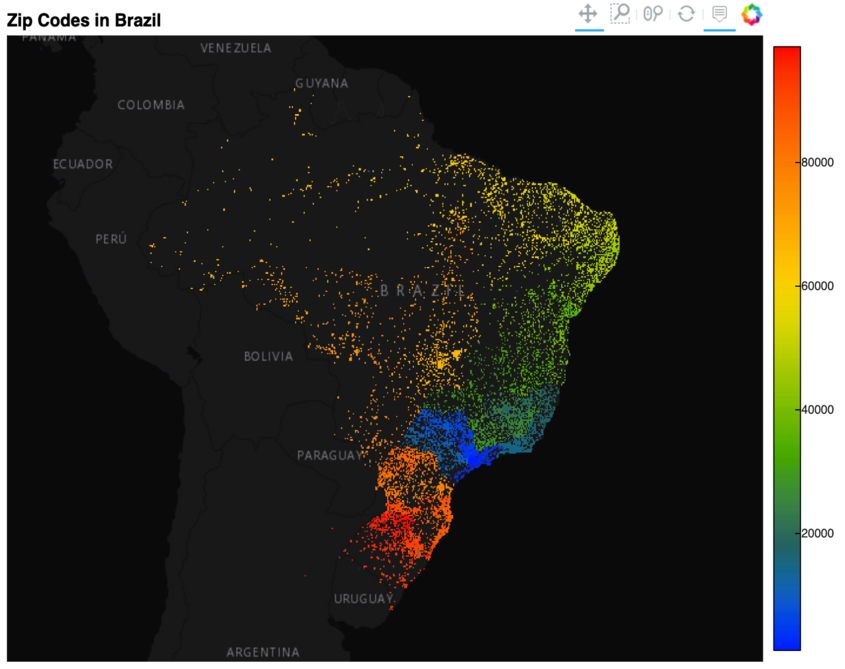 Zip Codes in Brazil
PANAMA
VENEZUELA
GUYANA
COLOMBIA
ECUADOR
80000
PERÚ
60000
BRAZIL
BOLIVIA
40000
PARAGUAY
20000
URUGUAY
ARGENTINA